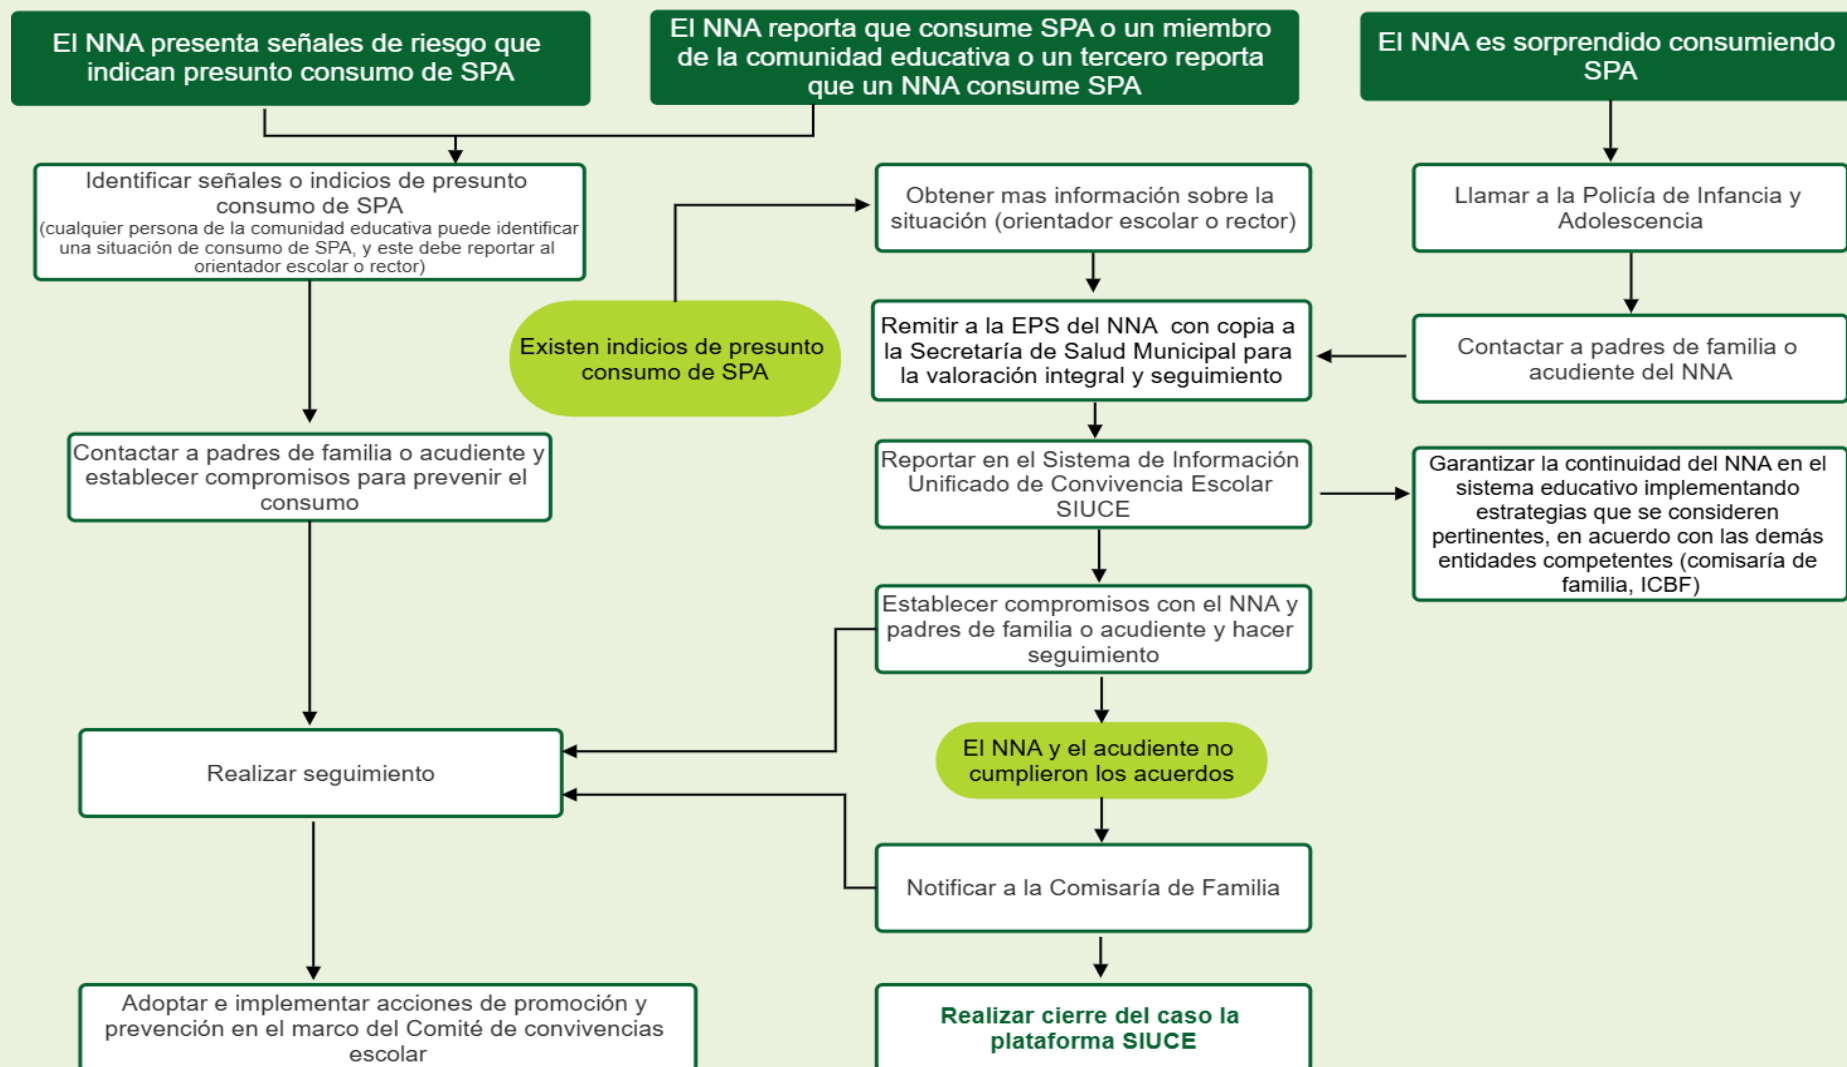 El NNA presenta señales de riesgo que
indican presunto consumo de SPA
El NNA reporta que consume SPA o un miembro
de la comunidad educativa o un tercero reporta
que un NNA consume SPA
El NNA es sorprendido consumiendo
SPA
Identificar señales o indicios de presunto
consumo de SPA
(cualquier persona de la comunidad educativa puede identificar
una situación de consumo de SPA, y este debe reportar al
orientador escolar o rector)
Obtener mas información sobre la
situación (orientador escolar o rector)
Llamar a la Policía de Infancia y
Adolescencia
Existen indicios de presunto
consumo de SPA
Remitir a la EPS del NNA con copia a
la Secretaría de Salud Municipal para
la valoración integral y seguimiento
Contactar a padres de familia o
acudiente del NNA
Contactar a padres de familia o acudiente y
establecer compromisos para prevenir el
consumo
Reportar en el Sistema de Información
Unificado de Convivencia Escolar
SIUCE
Garantizar la continuidad del NNA en el
sistema educativo implementando
estrategias que se consideren
pertinentes, en acuerdo con las demás
entidades competentes (comisaría de
familia, ICBF)
Establecer compromisos con el NNA y
padres de familia o acudiente y hacer
seguimiento
Realizar seguimiento
El NNA y el acudiente no
cumplieron los acuerdos
Notificar a la Comisaría de Familia
Adoptar e implementar acciones de promoción y
prevención en el marco del Comité de convivencias
escolar
Realizar cierre del caso la
plataforma SIUCE